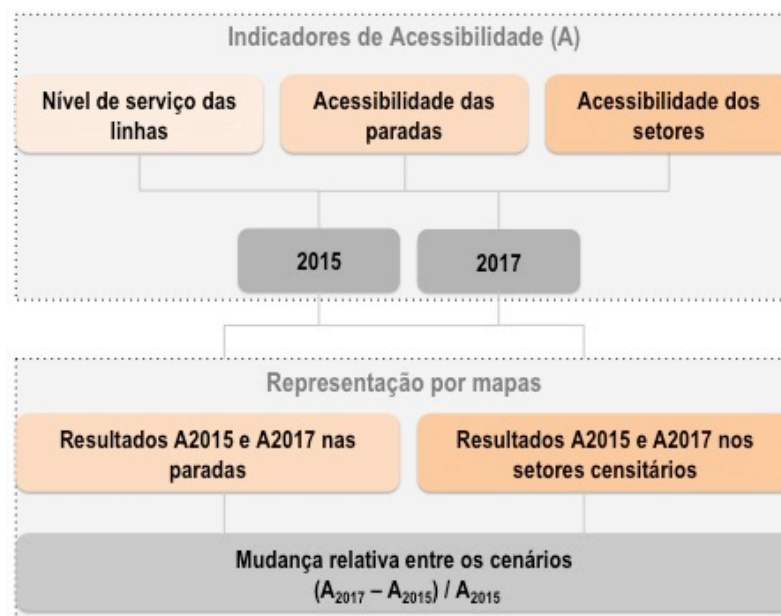 Indicadores de Acessibilidade (A)
Nível de serviço das
linhas
Acessibilidade das
paradas
Acessibilidade dos
setores
2015
2017
Representação por mapas
Resultados A2015 e A2017 nas
paradas
Resultados A2015 e A2017 nos
setores censitários
Mudança relativa entre os cenários
(A2017 – A2015) / A2015